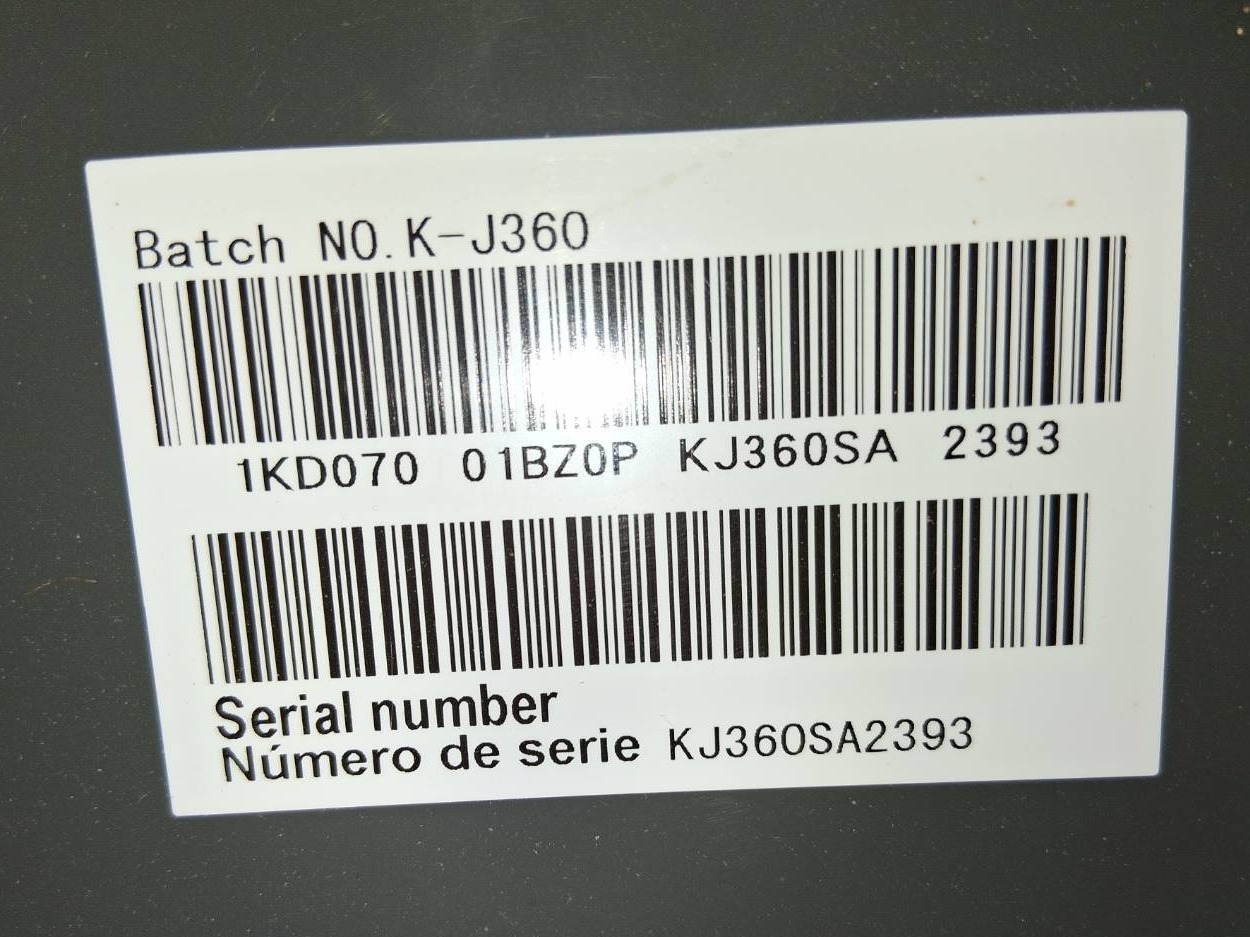 Batch NO.K-J360
1KD070 01BZ0P KJ360SA 2393
Serial number
Número de serie KJ360SA2393